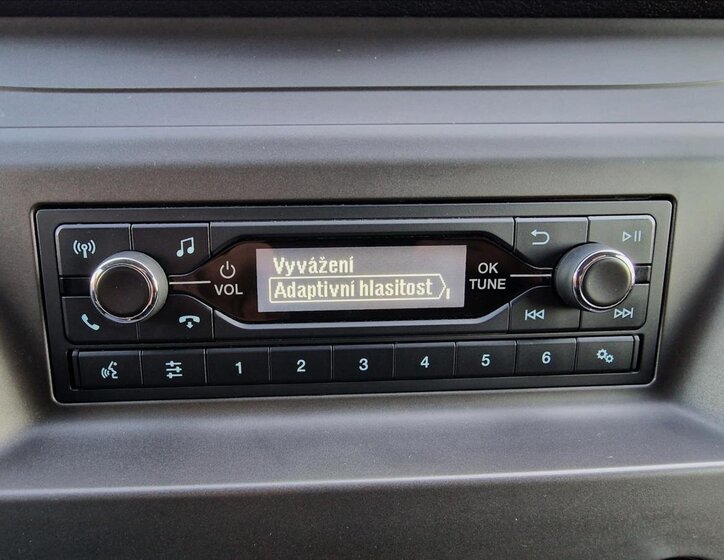 Vyvážení
Adaptivní hlasitost
VOL
OK
TUNE
1
2
3
4
5
6